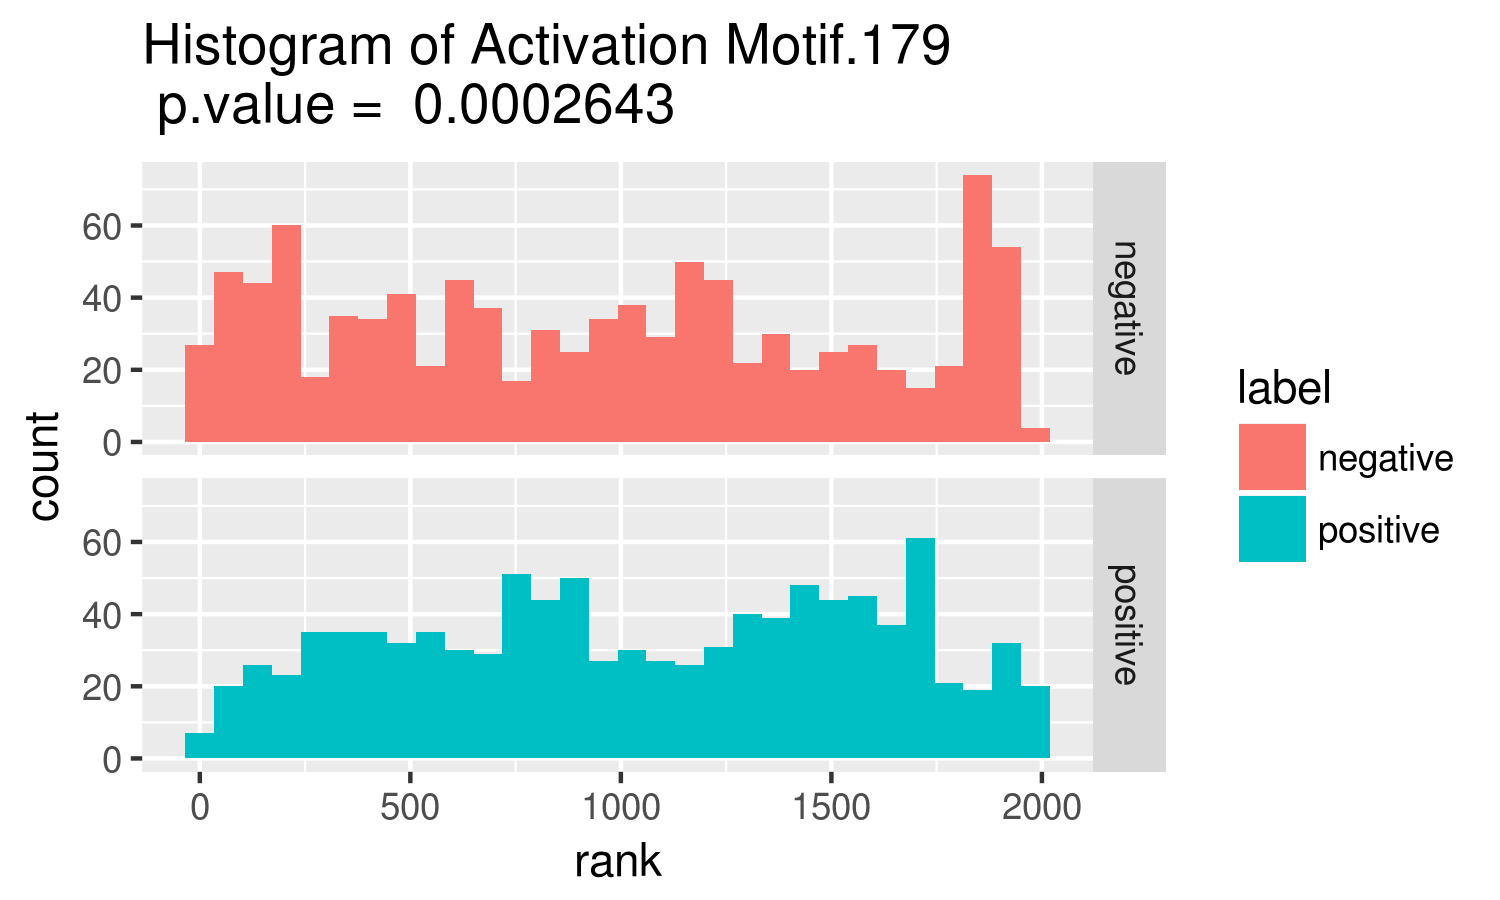 Histogram of Activation Motif.179
p.value = 0.0002643
60
40
20
0
negative
60
40
20
0
positive
count
0 500 1000 1500 2000
rank
label
negative
positive